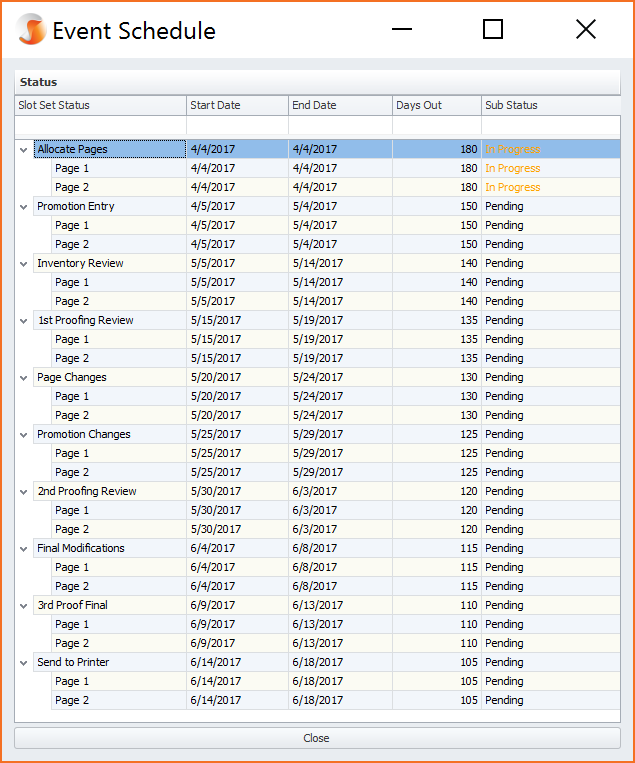 Event Schedule
Status
Slot Set Status Start Date End Date Days Out Sub Status
Allocate Pages 4/4/2017 4/4/2017 180 In Progress
Page 1 4/4/2017 4/4/2017 180 In Progress
Page 2 4/4/2017 4/4/2017 180 In Progress
Promotion Entry 4/5/2017 5/4/2017 150 Pending
Page 1 4/5/2017 5/4/2017 150 Pending
Page 2 4/5/2017 5/4/2017 150 Pending
Inventory Review 5/5/2017 5/14/2017 140 Pending
Page 1 5/5/2017 5/14/2017 140 Pending
Page 2 5/5/2017 5/14/2017 140 Pending
1st Proofing Review 5/15/2017 5/19/2017 135 Pending
Page 1 5/15/2017 5/19/2017 135 Pending
Page 2 5/15/2017 5/19/2017 135 Pending
Page Changes 5/20/2017 5/24/2017 130 Pending
Page 1 5/20/2017 5/24/2017 130 Pending
Page 2 5/20/2017 5/24/2017 130 Pending
Promotion Changes 5/25/2017 5/29/2017 125 Pending
Page 1 5/25/2017 5/29/2017 125 Pending
Page 2 5/25/2017 5/29/2017 125 Pending
2nd Proofing Review 5/30/2017 6/3/2017 120 Pending
Page 1 5/30/2017 6/3/2017 120 Pending
Page 2 5/30/2017 6/3/2017 120 Pending
Final Modifications 6/4/2017 6/8/2017 115 Pending
Page 1 6/4/2017 6/8/2017 115 Pending
Page 2 6/4/2017 6/8/2017 115 Pending
3rd Proof Final 6/9/2017 6/13/2017 110 Pending
Page 1 6/9/2017 6/13/2017 110 Pending
Page 2 6/9/2017 6/13/2017 110 Pending
Send to Printer 6/14/2017 6/18/2017 105 Pending
Page 1 6/14/2017 6/18/2017 105 Pending
Page 2 6/14/2017 6/18/2017 105 Pending
Close